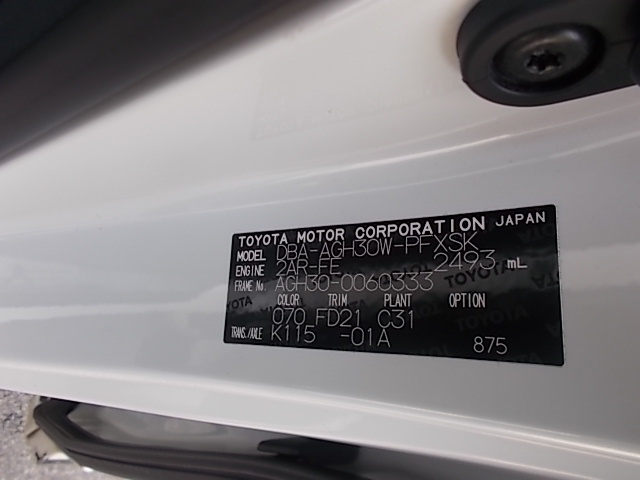 TOYOTA MOTOR CORPORATION JAPAN
MODEL DBA-AGH30W-PFXSK
ENGINE 2AR-FE 2493 mL
FRAME No. AGH30-0060333
COLOR TRIM PLANT OPTION
070 FD21 C31
TRANS./AXLE K115 -01A 875